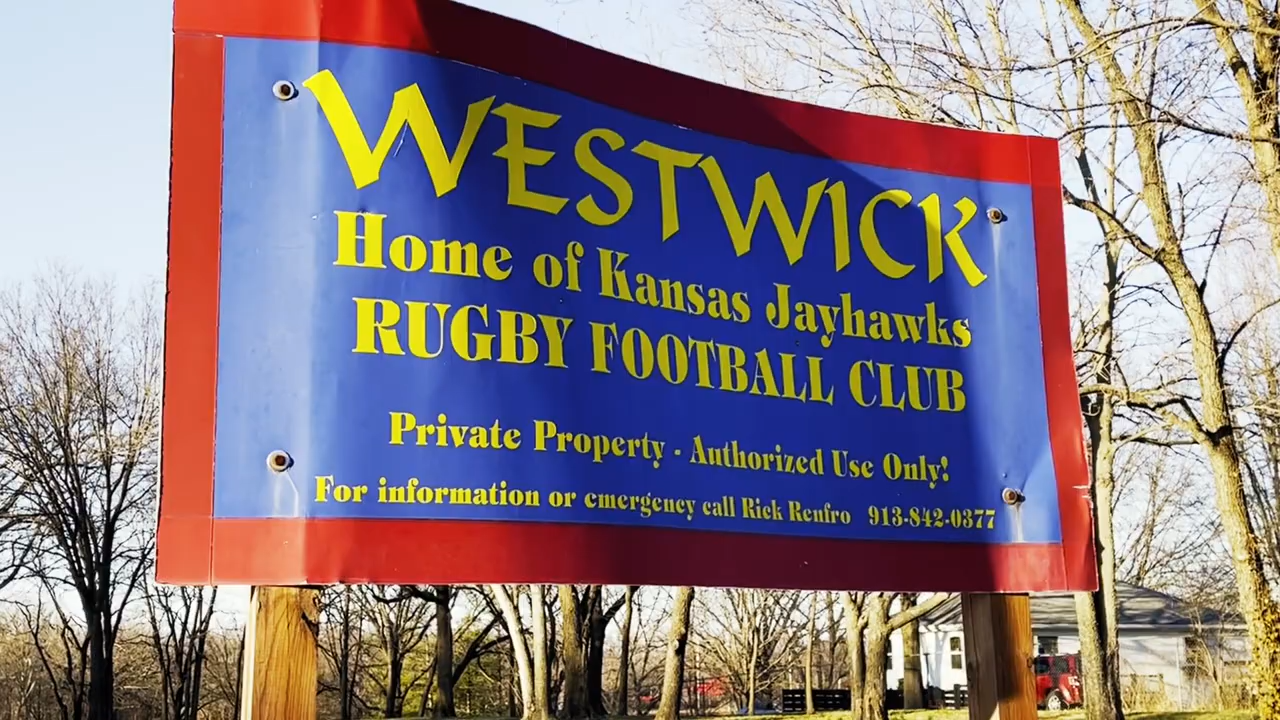 WESTWICK
Home of Kansas Jayhawks
RUGBY FOOTBALL CLUB
Private Property - Authorized Use Only!
For information or emergency call Rick Renfro 913-842-0377